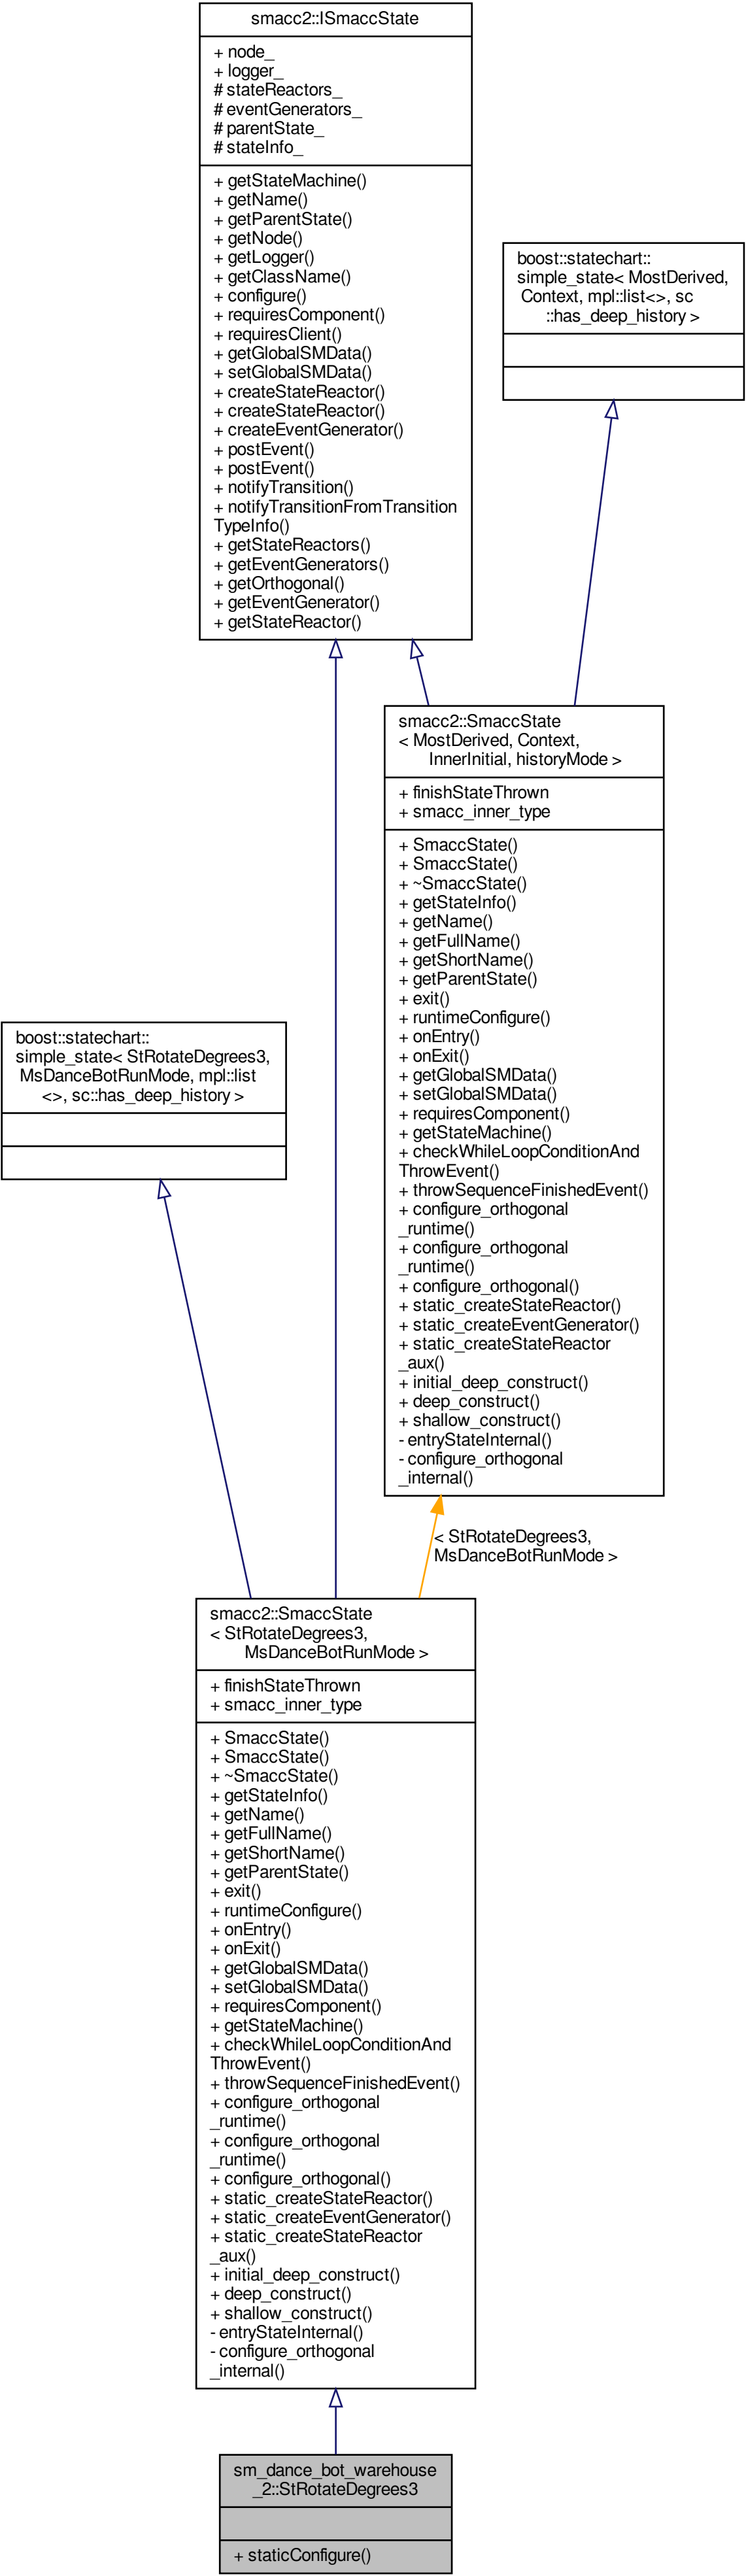 smacc2::ISmaccState
+ node_
+ logger_
# stateReactors_
# eventGenerators_
# parentState_
# stateInfo_
+ getStateMachine()
+ getName()
+ getParentState()
+ getNode()
+ getLogger()
+ getClassName()
+ configure()
+ requiresComponent()
+ requiresClient()
+ getGlobalSMData()
+ setGlobalSMData()
+ createStateReactor()
+ createStateReactor()
+ createEventGenerator()
+ postEvent()
+ postEvent()
+ notifyTransition()
+ notifyTransitionFromTransition
TypeInfo()
+ getStateReactors()
+ getEventGenerators()
+ getOrthogonal()
+ getEventGenerator()
+ getStateReactor()
boost::statechart::
simple_state< MostDerived,
Context, mpl::list<>, sc
::has_deep_history >
smacc2::SmaccState
< MostDerived, Context,
InnerInitial, historyMode >
+ finishStateThrown
+ smacc_inner_type
+ SmaccState()
+ SmaccState()
+ ~SmaccState()
+ getStateInfo()
+ getName()
+ getFullName()
+ getShortName()
+ getParentState()
+ exit()
+ runtimeConfigure()
+ onEntry()
+ onExit()
+ getGlobalSMData()
+ setGlobalSMData()
+ requiresComponent()
+ getStateMachine()
+ checkWhileLoopConditionAnd
ThrowEvent()
+ throwSequenceFinishedEvent()
+ configure_orthogonal
_runtime()
+ configure_orthogonal
_runtime()
+ configure_orthogonal()
+ static_createStateReactor()
+ static_createEventGenerator()
+ static_createStateReactor
_aux()
+ initial_deep_construct()
+ deep_construct()
+ shallow_construct()
- entryStateInternal()
- configure_orthogonal
_internal()
boost::statechart::
simple_state< StRotateDegrees3,
MsDanceBotRunMode, mpl::list
<>, sc::has_deep_history >
< StRotateDegrees3,
MsDanceBotRunMode >
smacc2::SmaccState
< StRotateDegrees3,
MsDanceBotRunMode >
+ finishStateThrown
+ smacc_inner_type
+ SmaccState()
+ SmaccState()
+ ~SmaccState()
+ getStateInfo()
+ getName()
+ getFullName()
+ getShortName()
+ getParentState()
+ exit()
+ runtimeConfigure()
+ onEntry()
+ onExit()
+ getGlobalSMData()
+ setGlobalSMData()
+ requiresComponent()
+ getStateMachine()
+ checkWhileLoopConditionAnd
ThrowEvent()
+ throwSequenceFinishedEvent()
+ configure_orthogonal
_runtime()
+ configure_orthogonal
_runtime()
+ configure_orthogonal()
+ static_createStateReactor()
+ static_createEventGenerator()
+ static_createStateReactor
_aux()
+ initial_deep_construct()
+ deep_construct()
+ shallow_construct()
- entryStateInternal()
- configure_orthogonal
_internal()
sm_dance_bot_warehouse
_2::StRotateDegrees3
+ staticConfigure()